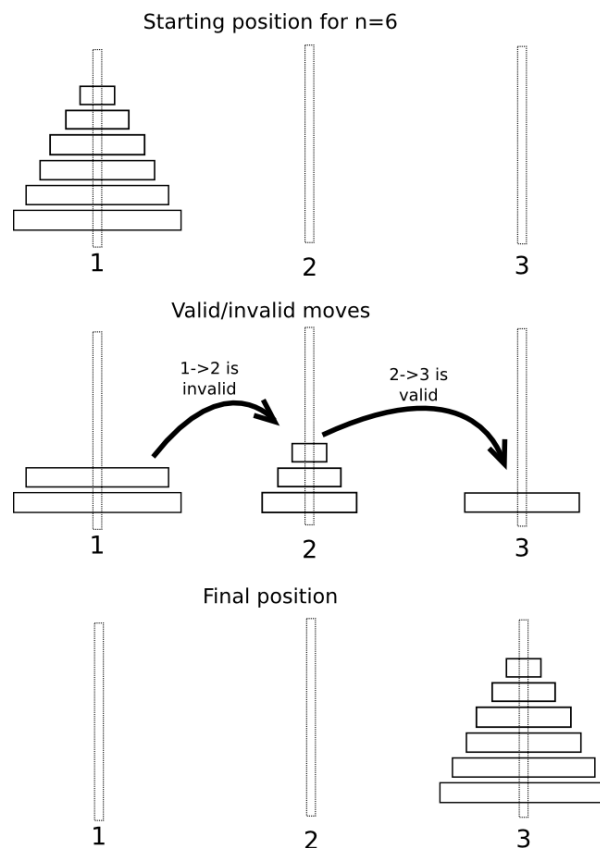 Starting position for n=6
1
2
3
Valid/invalid moves
1->2 is
invalid
2->3 is
valid
1
2
3
Final position
1
2
3